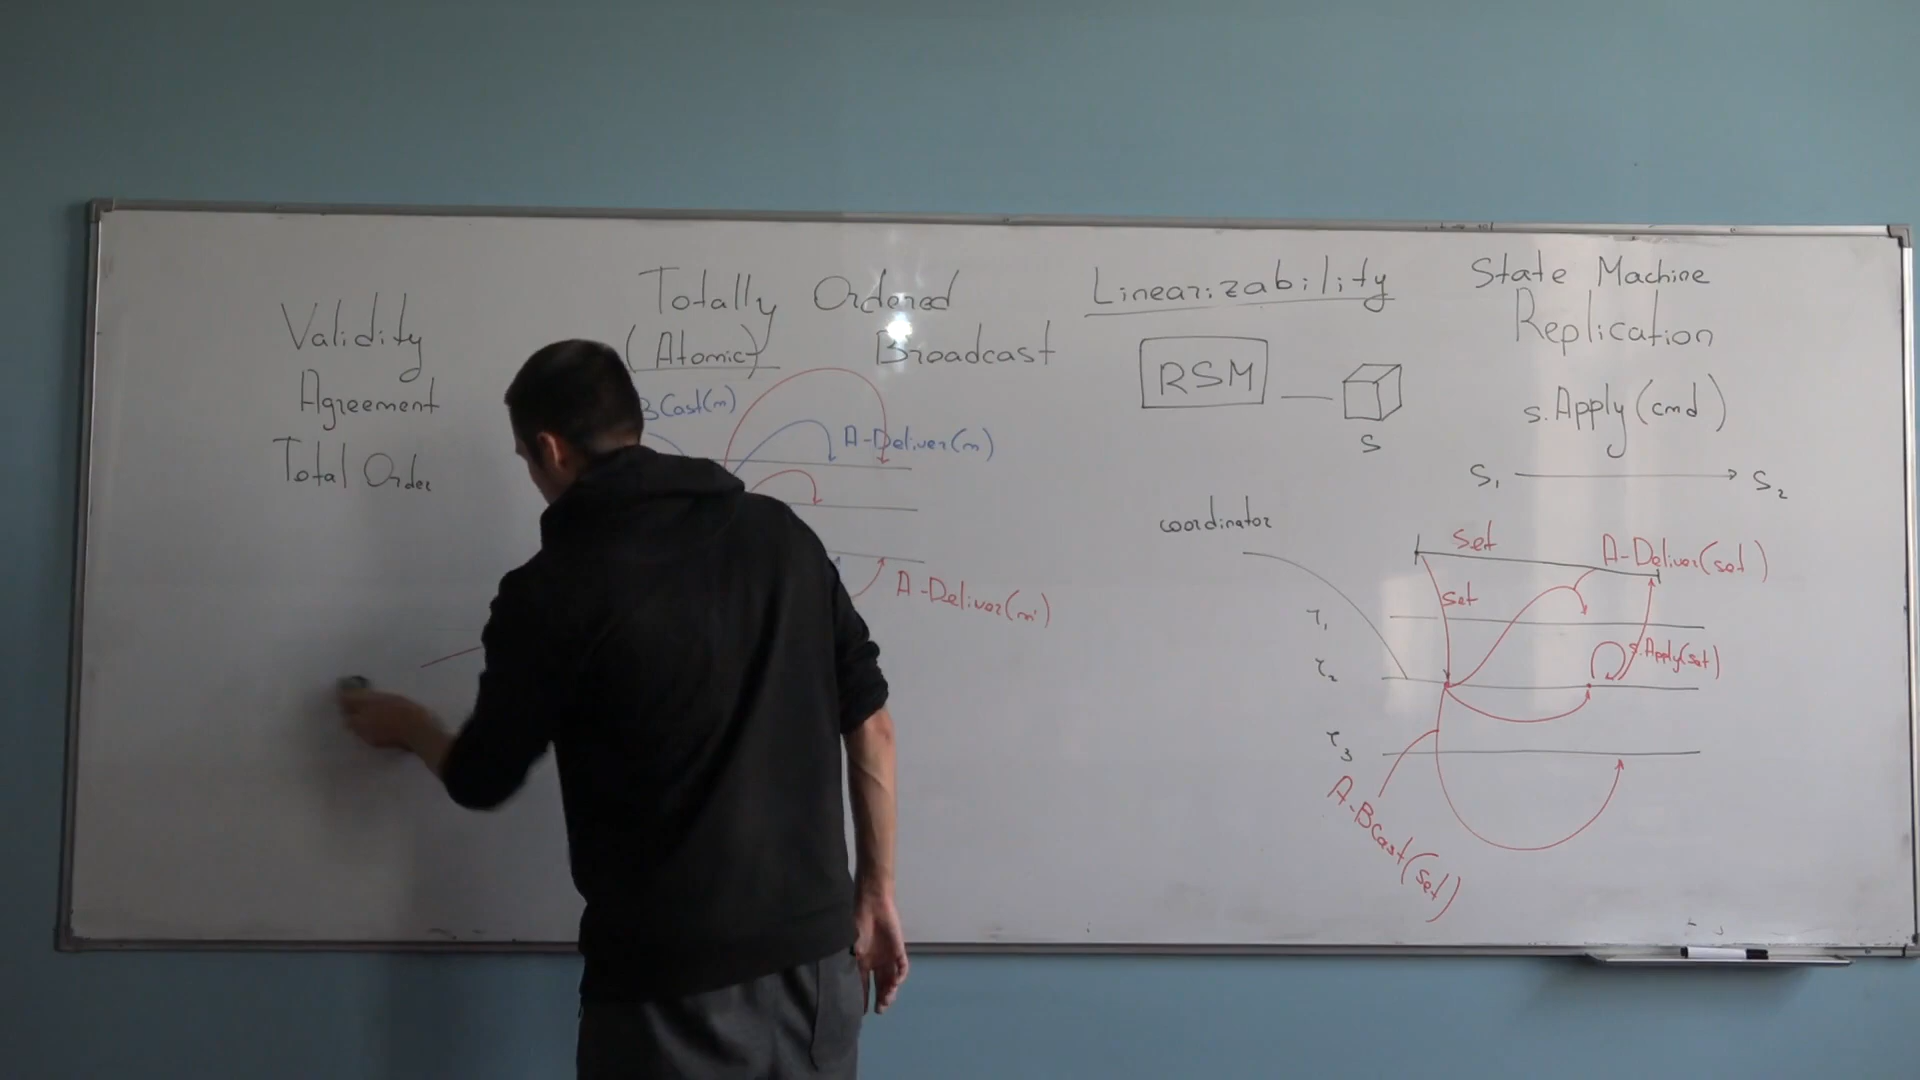 Validity
Agreement
Total Order
Totally Ordered
(Atomic) Broadcast
BCast(m)
A-Deliver(m)
A-Deliver(m')
Linearizability
RSM
S
State Machine
Replication
s.Apply(cmd)
S₁ S₂
coordinator
set
A-Deliver(set)
set
r₁
s.Apply(set)
r₂
r₃
A-BCast(set)